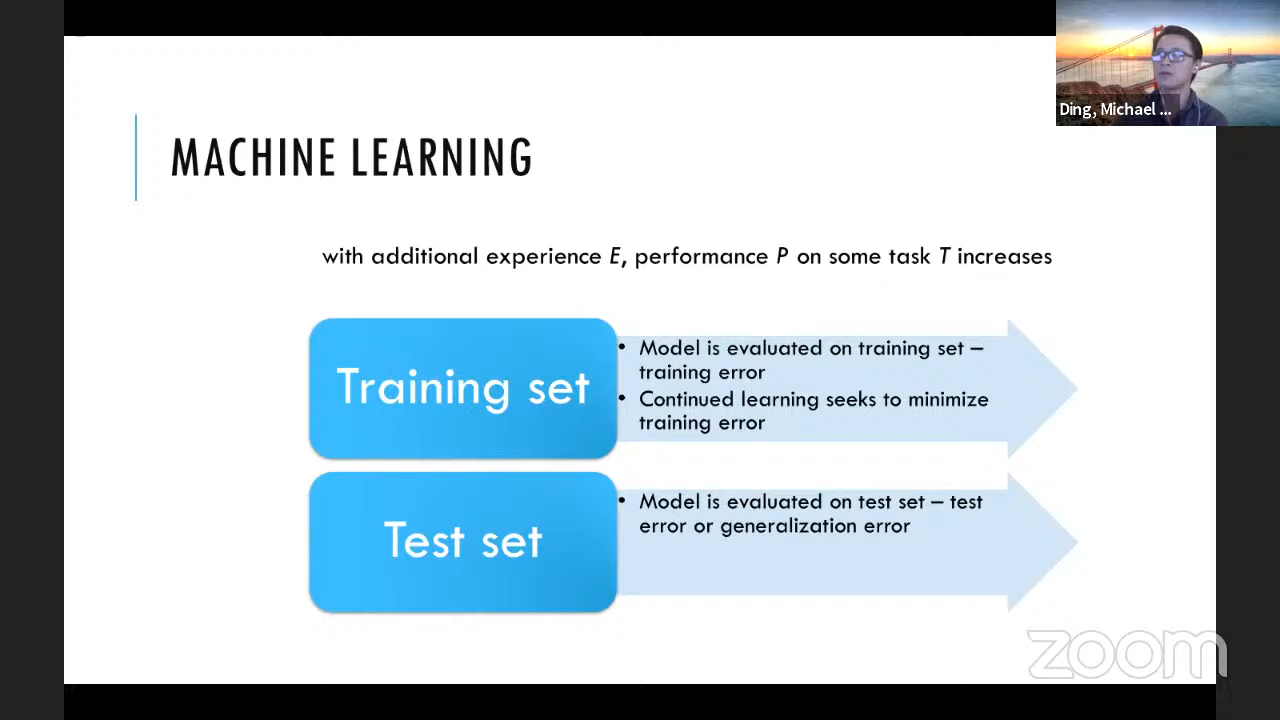 Ding, Michael ...
MACHINE LEARNING
with additional experience E, performance P on some task T increases
Training set
• Model is evaluated on training set –
training error
• Continued learning seeks to minimize
training error
Test set
• Model is evaluated on test set – test
error or generalization error
zoom